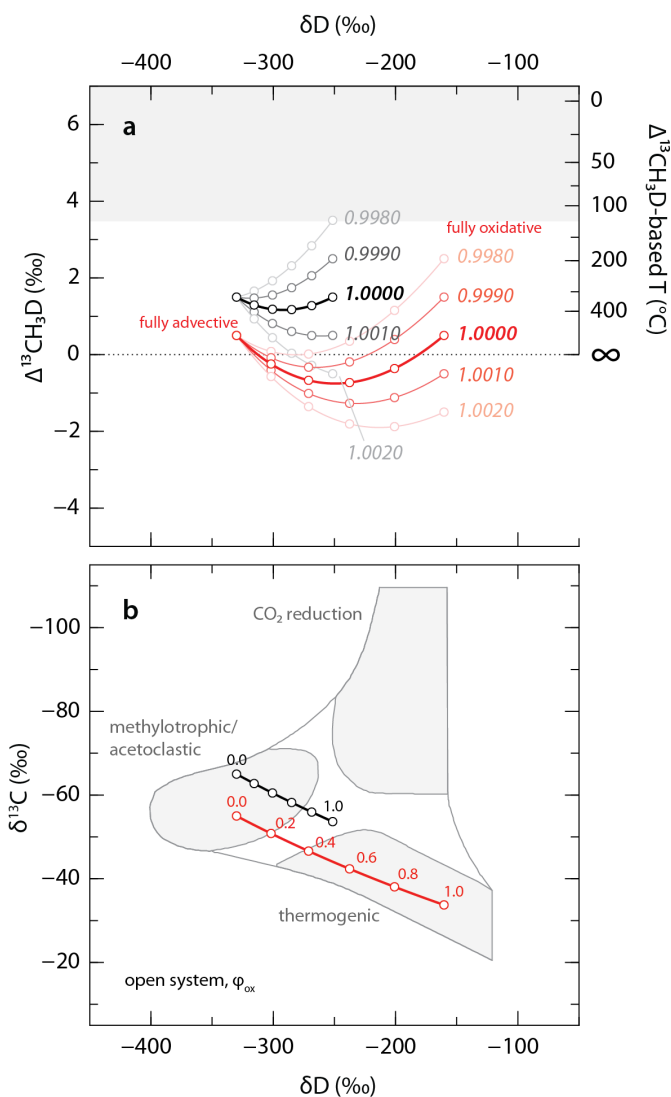 δD (‰)
−400 −300 −200 −100
a
6
4
2
0
−2
−4
Δ¹³CH₃D (‰)
0
50
100
200
400
∞
Δ¹³CH₃D-based T (°C)
0.9980
0.9990
1.0000
1.0010
1.0020
fully oxidative
0.9980
0.9990
1.0000
1.0010
1.0020
fully advective
b
CO₂ reduction
methylotrophic/
acetoclastic
thermogenic
0.0
1.0
0.0
0.2
0.4
0.6
0.8
1.0
open system, φox
−100
−80
−60
−40
−20
δ¹³C (‰)
−400 −300 −200 −100
δD (‰)